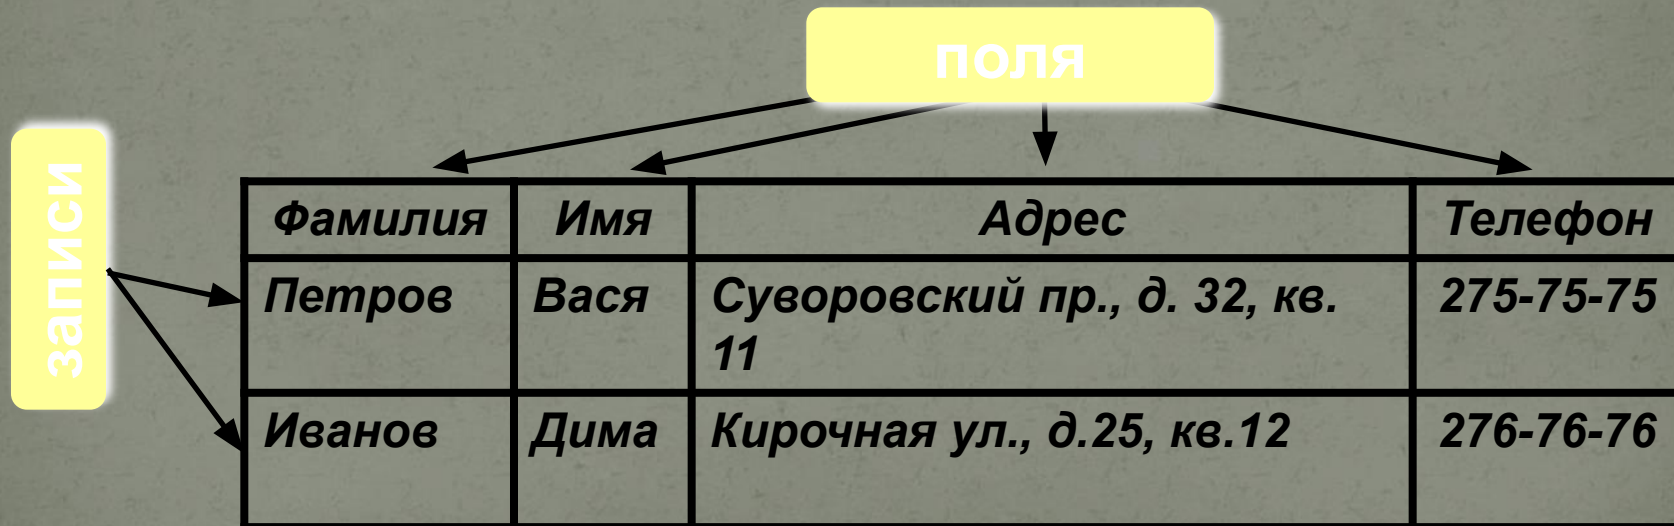 поля
записи
Фамилия Имя Адрес Телефон
Петров Вася Суворовский пр., д. 32, кв. 275-75-75
11
Иванов Дима Кирочная ул., д.25, кв.12 276-76-76